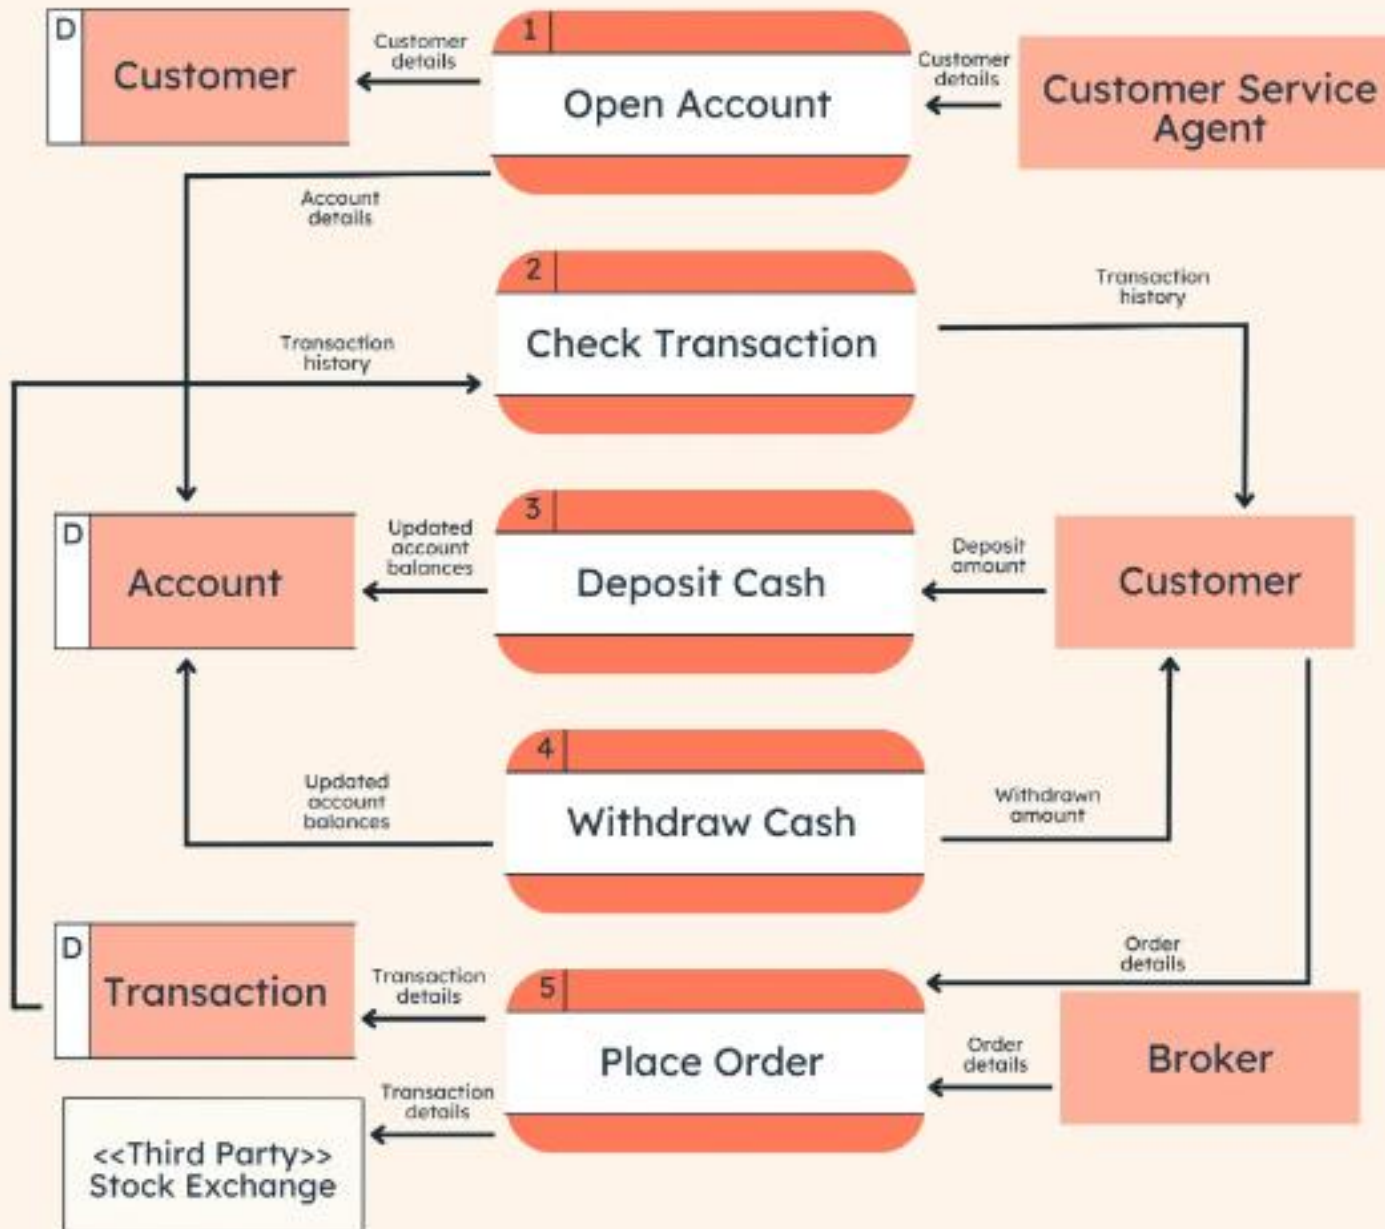 D
Customer
Customer
details
1
Open Account
Customer
details
Customer Service
Agent
Account
details
2
Check Transaction
Transaction
history
Transaction
history
D
Account
Updated
account
balances
3
Deposit Cash
Deposit
amount
Customer
Updated
account
balances
4
Withdraw Cash
Withdrawn
amount
D
Transaction
Transaction
details
5
Place Order
Order
details
Order
details
Broker
Transaction
details
<<Third Party>>
Stock Exchange